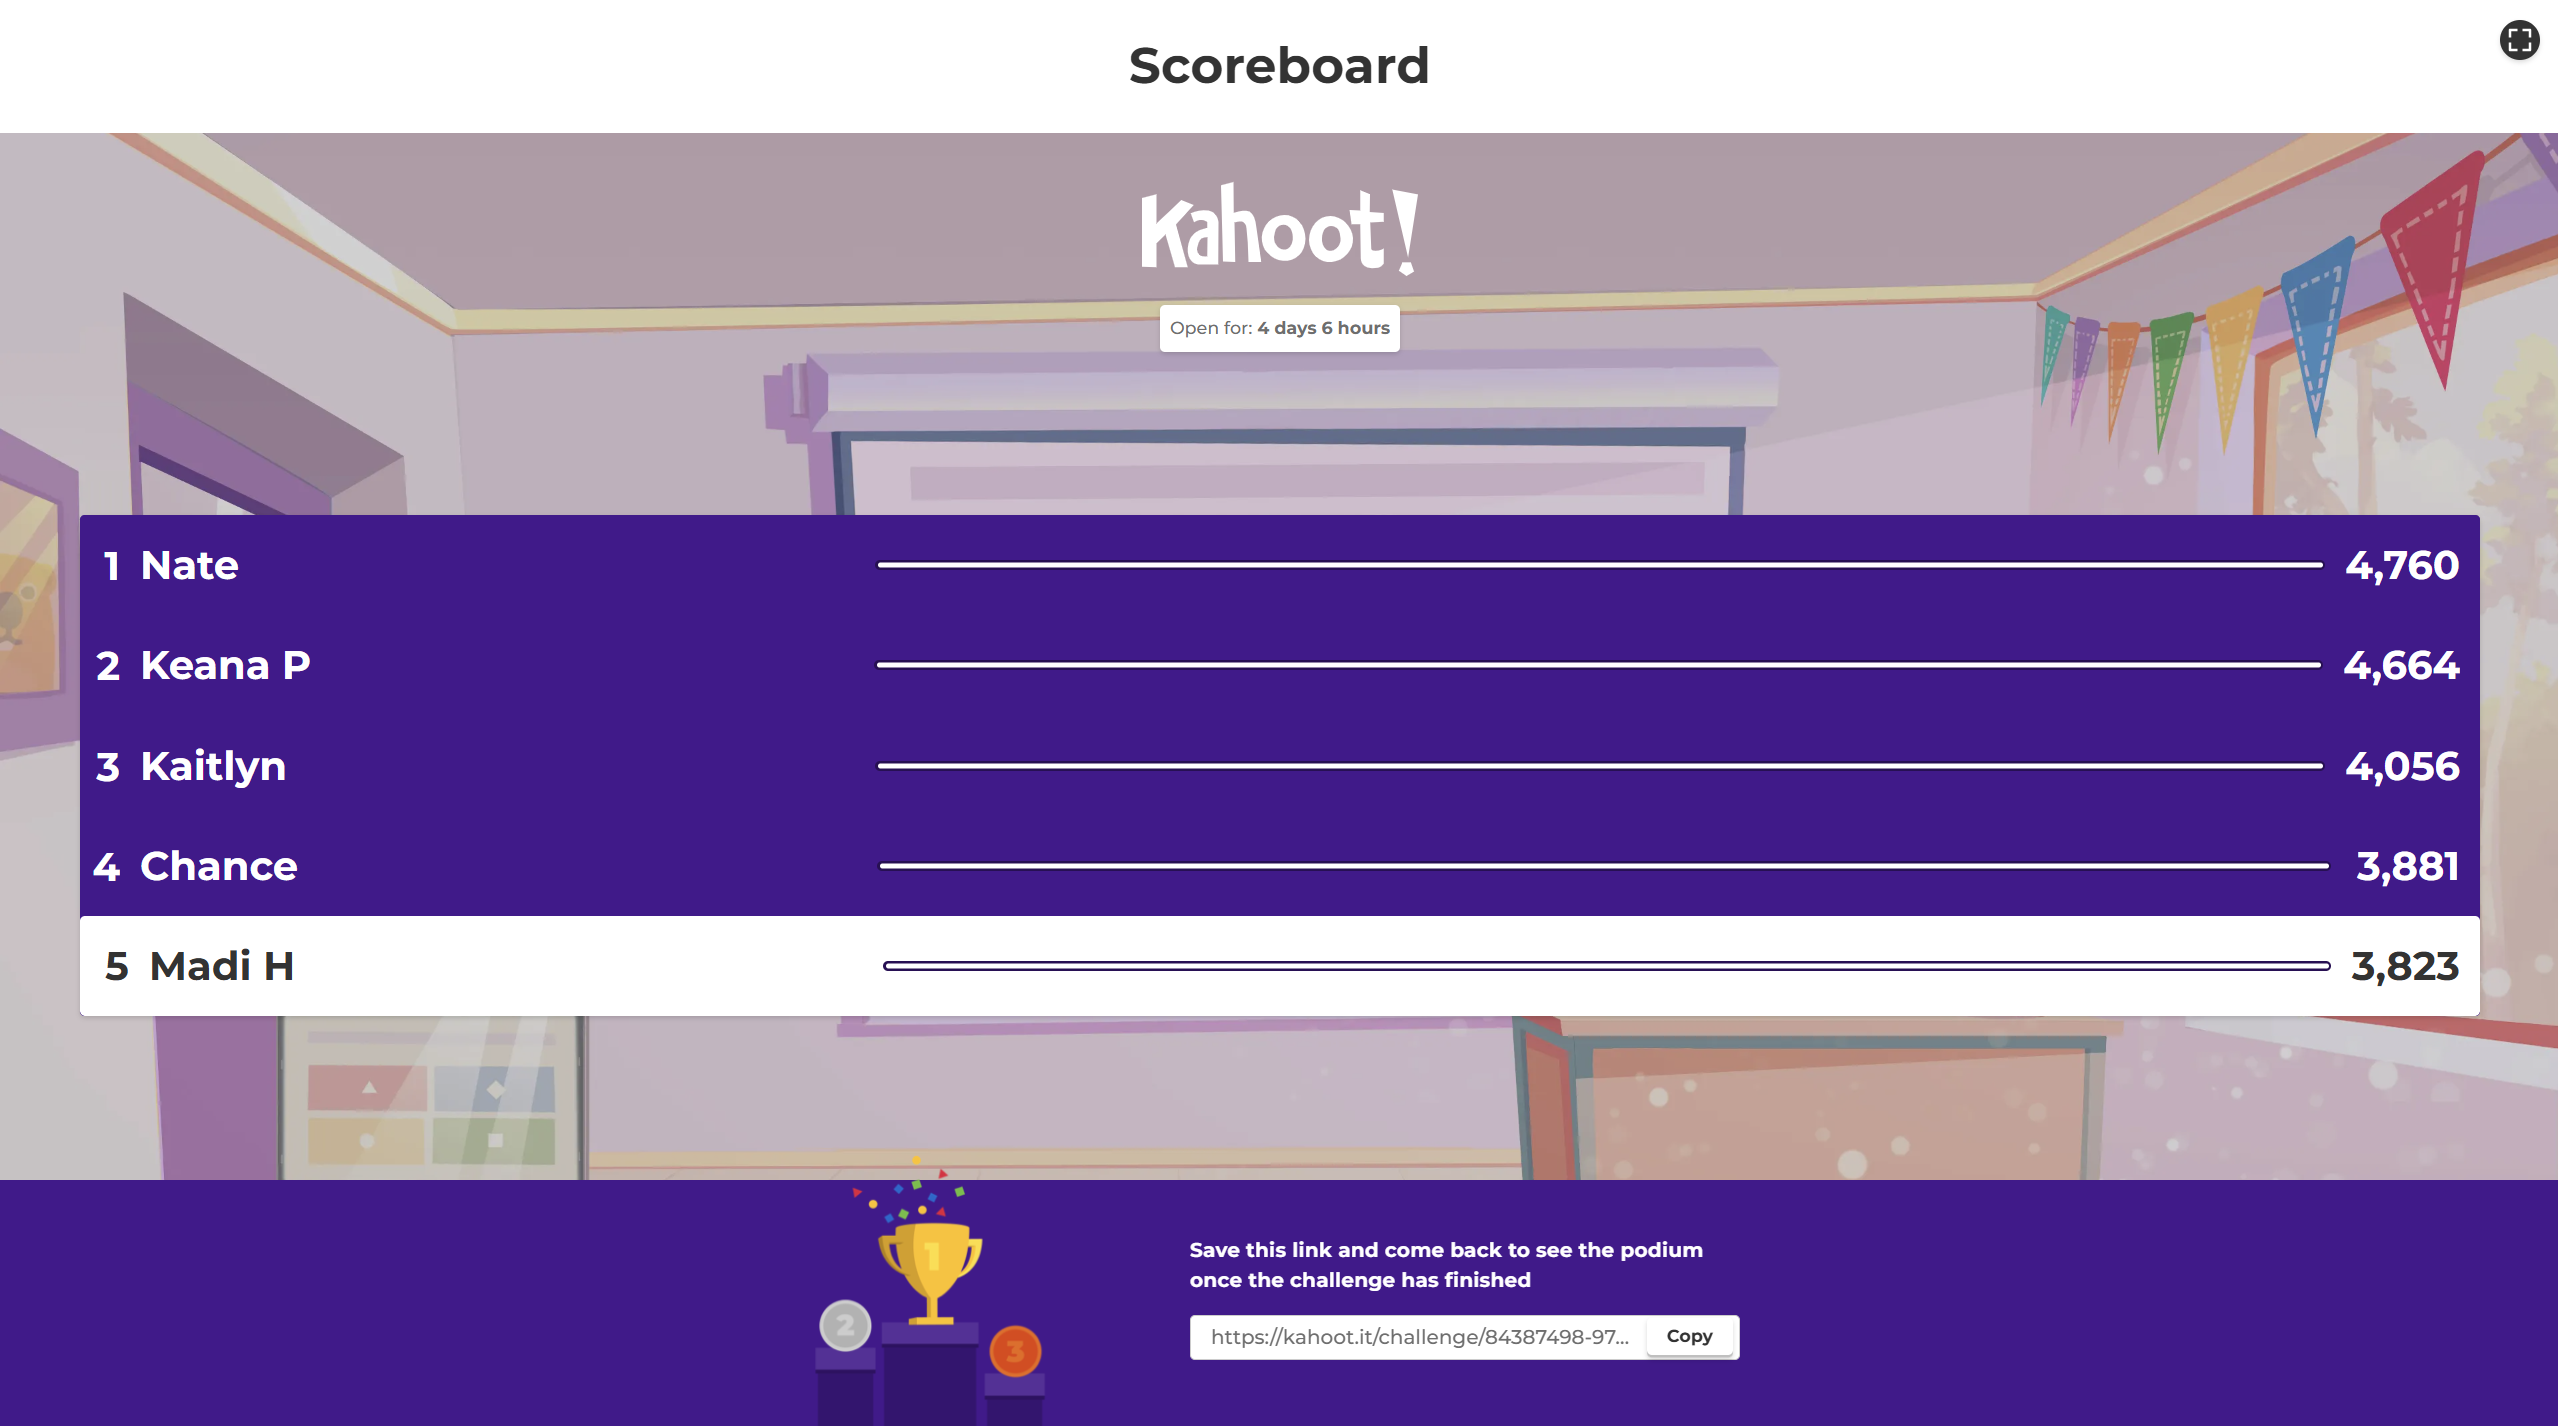 Scoreboard
Kahoot!
Open for: 4 days 6 hours
1 Nate 4,760
2 Keana P 4,664
3 Kaitlyn 4,056
4 Chance 3,881
5 Madi H 3,823
1
2
3
Save this link and come back to see the podium
once the challenge has finished
https://kahoot.it/challenge/84387498-97... Copy